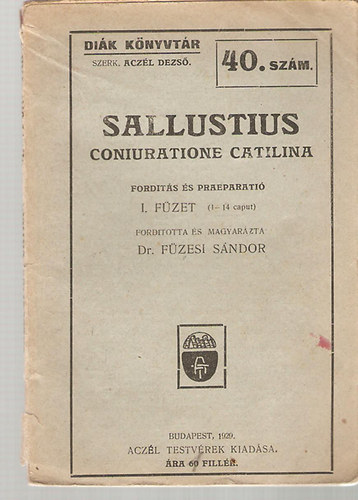 DIÁK KÖNYVTÁR
SZERK. ACZÉL DEZSŐ.
40. SZÁM.
SALLUSTIUS
CONIURATIONE CATILINA
FORDITÁS ÉS PRAEPARATIÓ
I. FÜZET (1–14 caput)
FORDITOTTA ÉS MAGYARÁZTA
Dr. FÜZESI SÁNDOR
BUDAPEST, 1929.
ACZÉL TESTVÉREK KIADÁSA.
ÁRA 60 FILLÉR.